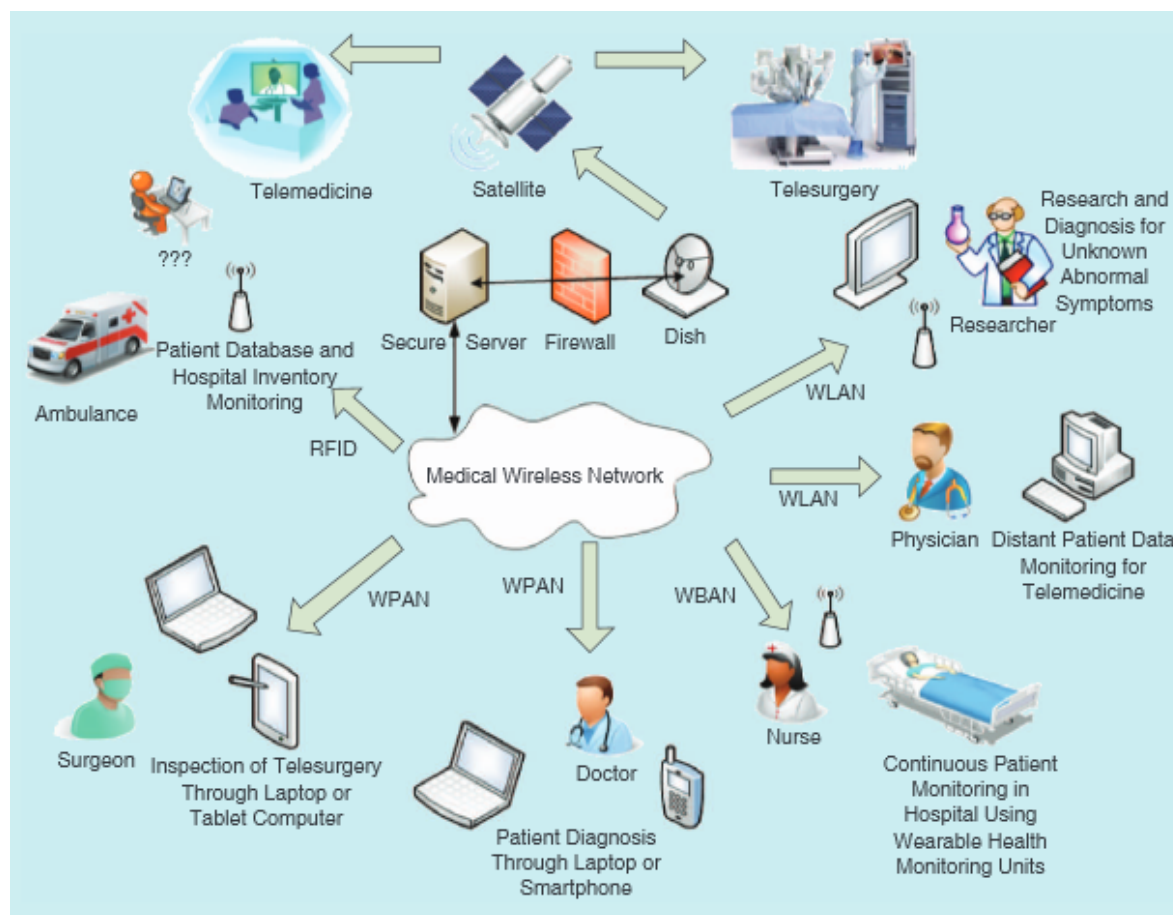 Telemedicine
Satellite
Telesurgery
???
Research and
Diagnosis for
Unknown
Abnormal
Symptoms
Researcher
Secure Server
Firewall
Dish
Ambulance
Patient Database and
Hospital Inventory
Monitoring
RFID
WLAN
Medical Wireless Network
WLAN
Physician
Distant Patient Data
Monitoring for
Telemedicine
WPAN
WPAN
WBAN
Surgeon
Inspection of Telesurgery
Through Laptop or
Tablet Computer
Doctor
Patient Diagnosis
Through Laptop or
Smartphone
Nurse
Continuous Patient
Monitoring in
Hospital Using
Wearable Health
Monitoring Units